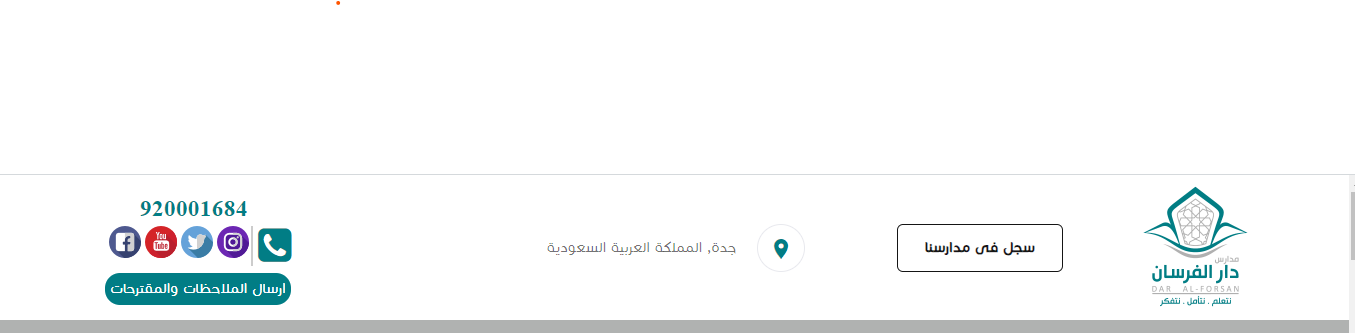 مدارس
دار الفرسان
DAR AL-FORSAN
نتعلم . نتأمل . نتفكر
سجل فى مدارسنا
جدة, المملكة العربية السعودية
920001684
You
Tube
ارسال الملاحظات والمقترحات